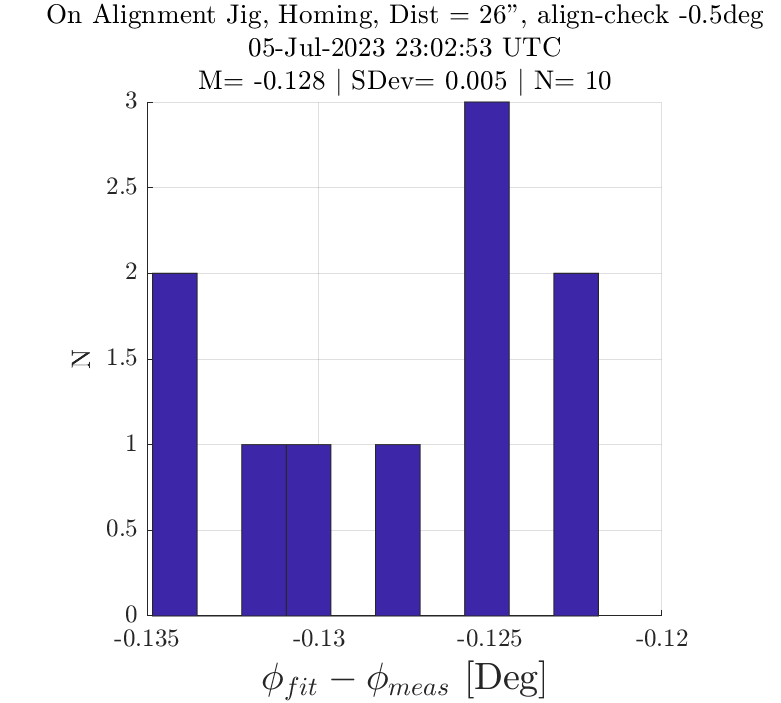 On Alignment Jig, Homing, Dist = 26”, align-check -0.5deg
05-Jul-2023 23:02:53 UTC
M= -0.128 | SDev= 0.005 | N= 10
3
2.5
2
1.5
1
0.5
0
N
-0.135 -0.13 -0.125 -0.12
ϕfit − ϕmeas [Deg]